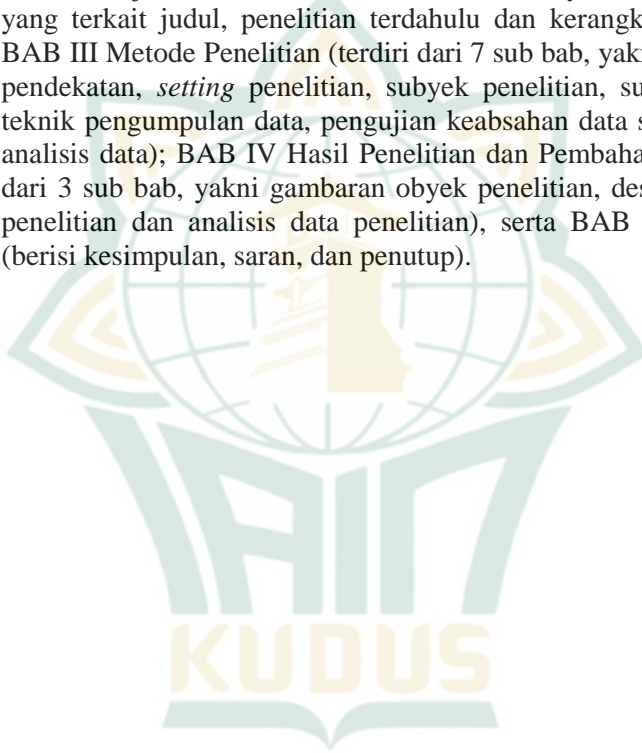 yang terkait judul, penelitian terdahulu dan kerangk
BAB III Metode Penelitian (terdiri dari 7 sub bab, yakn
pendekatan, setting penelitian, subyek penelitian, su
teknik pengumpulan data, pengujian keabsahan data s
analisis data); BAB IV Hasil Penelitian dan Pembaha
dari 3 sub bab, yakni gambaran obyek penelitian, des
penelitian dan analisis data penelitian), serta BAB
(berisi kesimpulan, saran, dan penutup).
IAIN
KUDUS